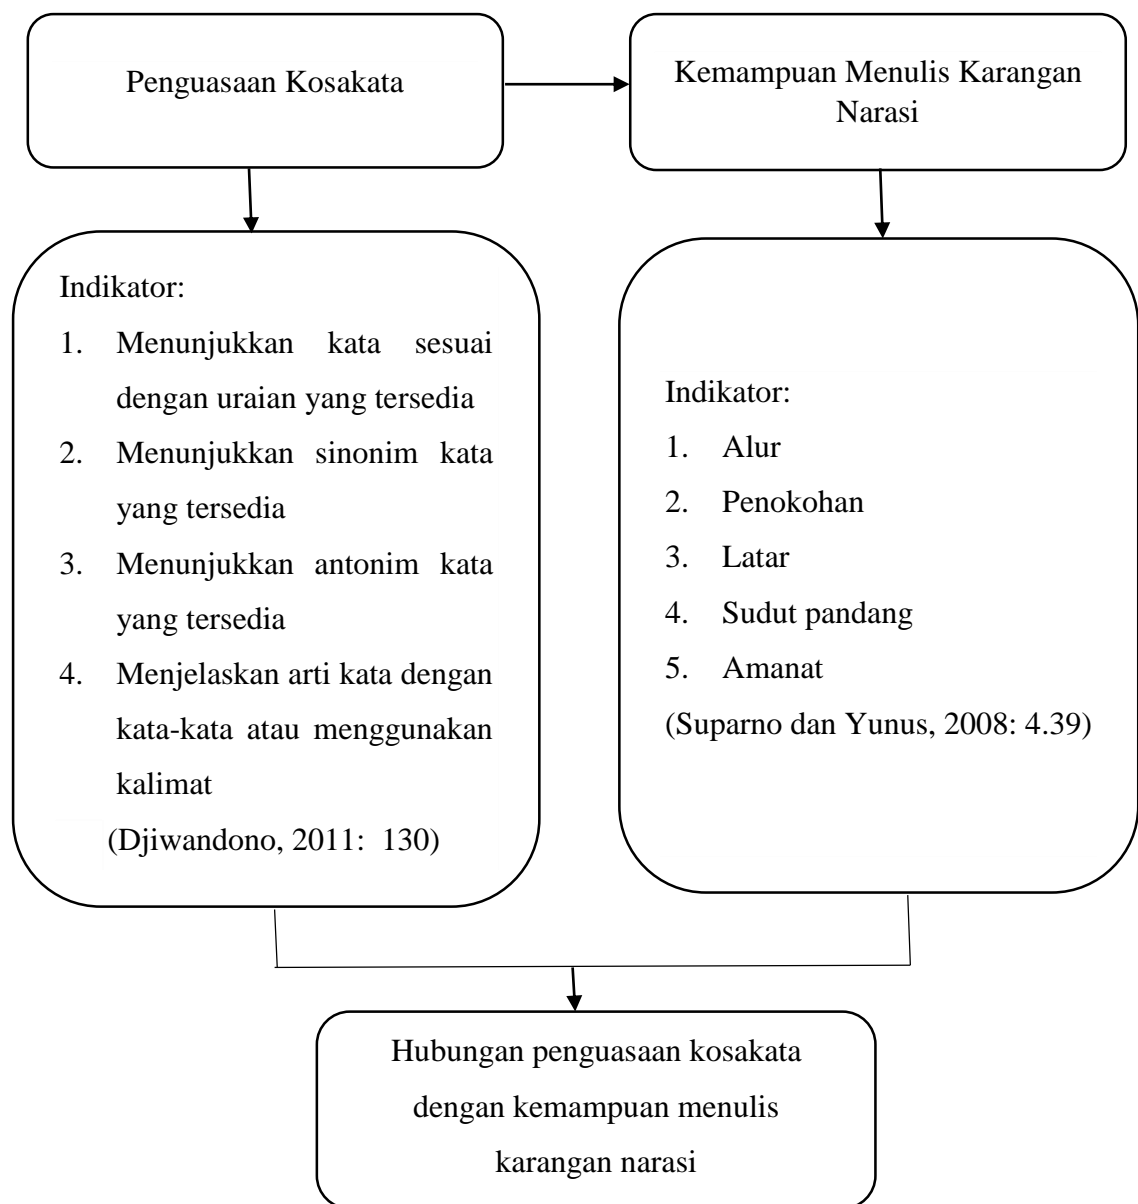 Penguasaan Kosakata
Kemampuan Menulis Karangan
Narasi
Indikator:
1. Menunjukkan kata sesuai
dengan uraian yang tersedia
2. Menunjukkan sinonim kata
yang tersedia
3. Menunjukkan antonim kata
yang tersedia
4. Menjelaskan arti kata dengan
kata-kata atau menggunakan
kalimat
(Djiwandono, 2011: 130)
Indikator:
1. Alur
2. Penokohan
3. Latar
4. Sudut pandang
5. Amanat
(Suparno dan Yunus, 2008: 4.39)
Hubungan penguasaan kosakata
dengan kemampuan menulis
karangan narasi